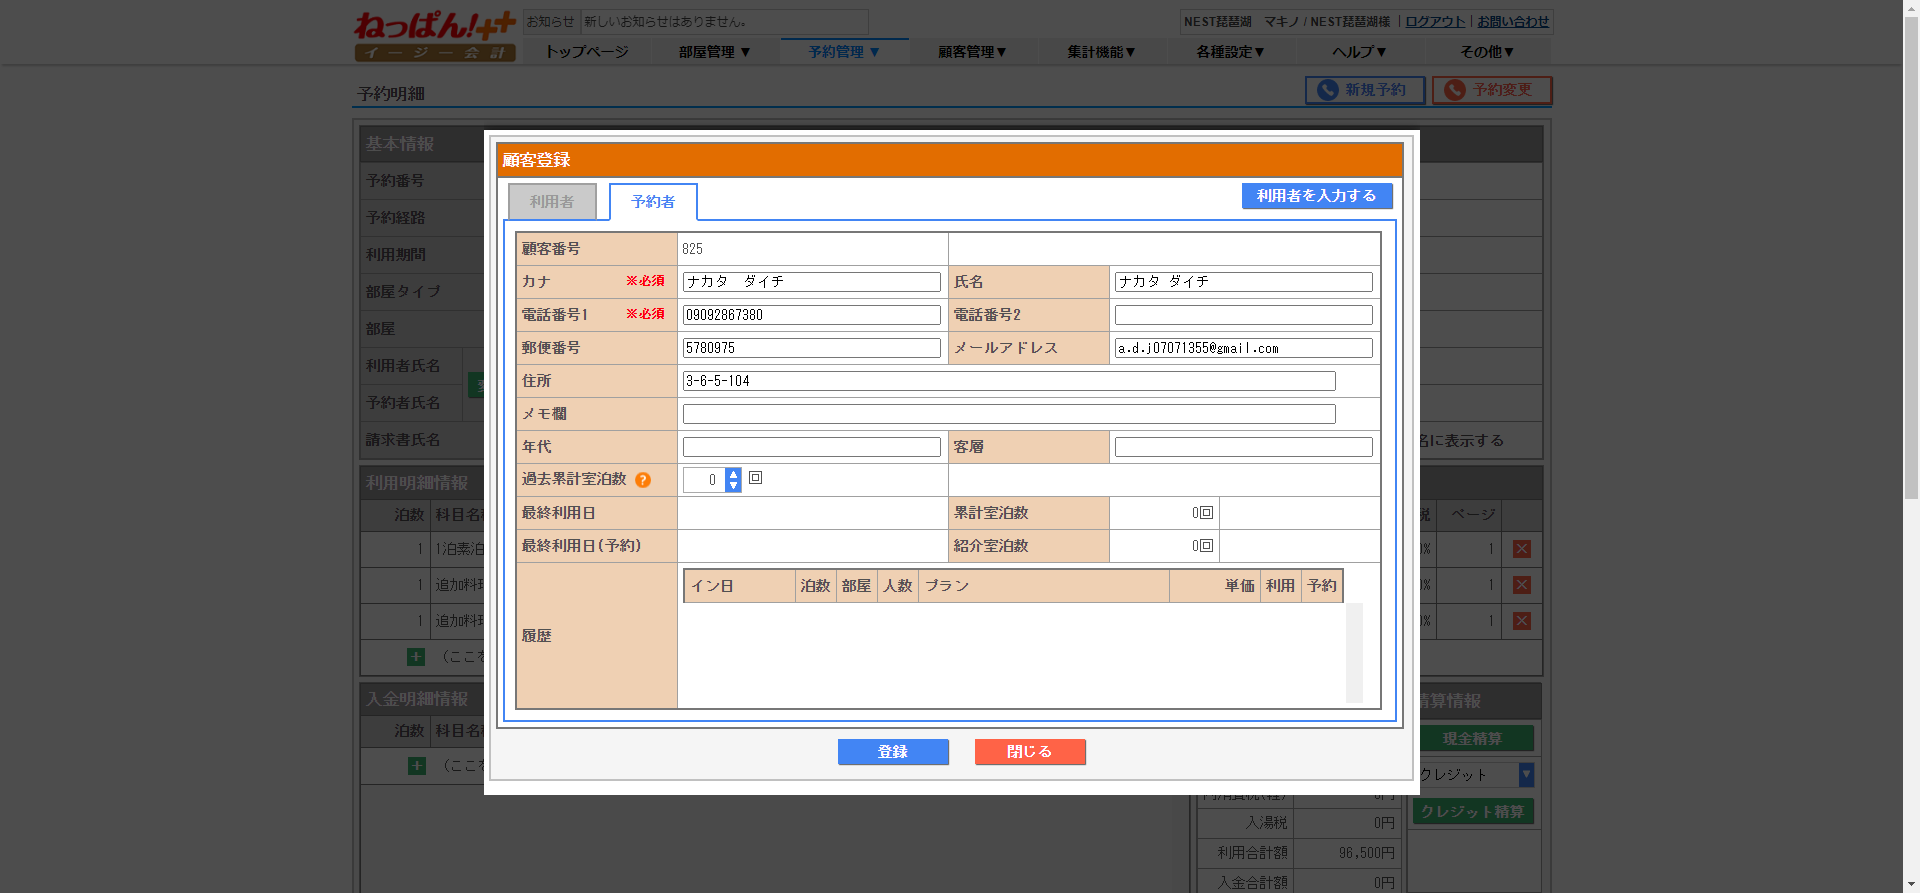 ねっぱん!++
イージー会計
お知らせ 新しいお知らせはありません。
NEST琵琶湖 マキノ / NEST琵琶湖様 | ログアウト | お問い合わせ
トップページ 部屋管理▼ 予約管理▼ 顧客管理▼ 集計機能▼ 各種設定▼ ヘルプ▼ その他▼
予約明細
新規予約 予約変更
基本情報
予約番号
予約経路
利用期間
部屋タイプ
部屋
利用者氏名
予約者氏名
請求書氏名
名に表示する
利用明細情報
泊数 科目名
ページ
1 1泊素泊 % 1
1 追加料 % 1
1 追加料 % 1
(ここ
入金明細情報
泊数 科目名
(ここ
算情報
現金精算
クレジット
クレジット精算
入湯税 0円
利用合計額 96,500円
入金合計額 0円
顧客登録
利用者 予約者 利用者を入力する
顧客番号 825
カナ ※必須 ナカタ ダイチ 氏名 ナカタ ダイチ
電話番号1 ※必須 09092867380 電話番号2
郵便番号 5780975 メールアドレス a.d.j07071355@gmail.com
住所 3-6-5-104
メモ欄
年代 客層
過去累計室泊数 ? 0 回
最終利用日 累計室泊数 0回
最終利用日(予約) 紹介室泊数 0回
履歴
イン日 泊数 部屋 人数 プラン 単価 利用 予約
登録 閉じる